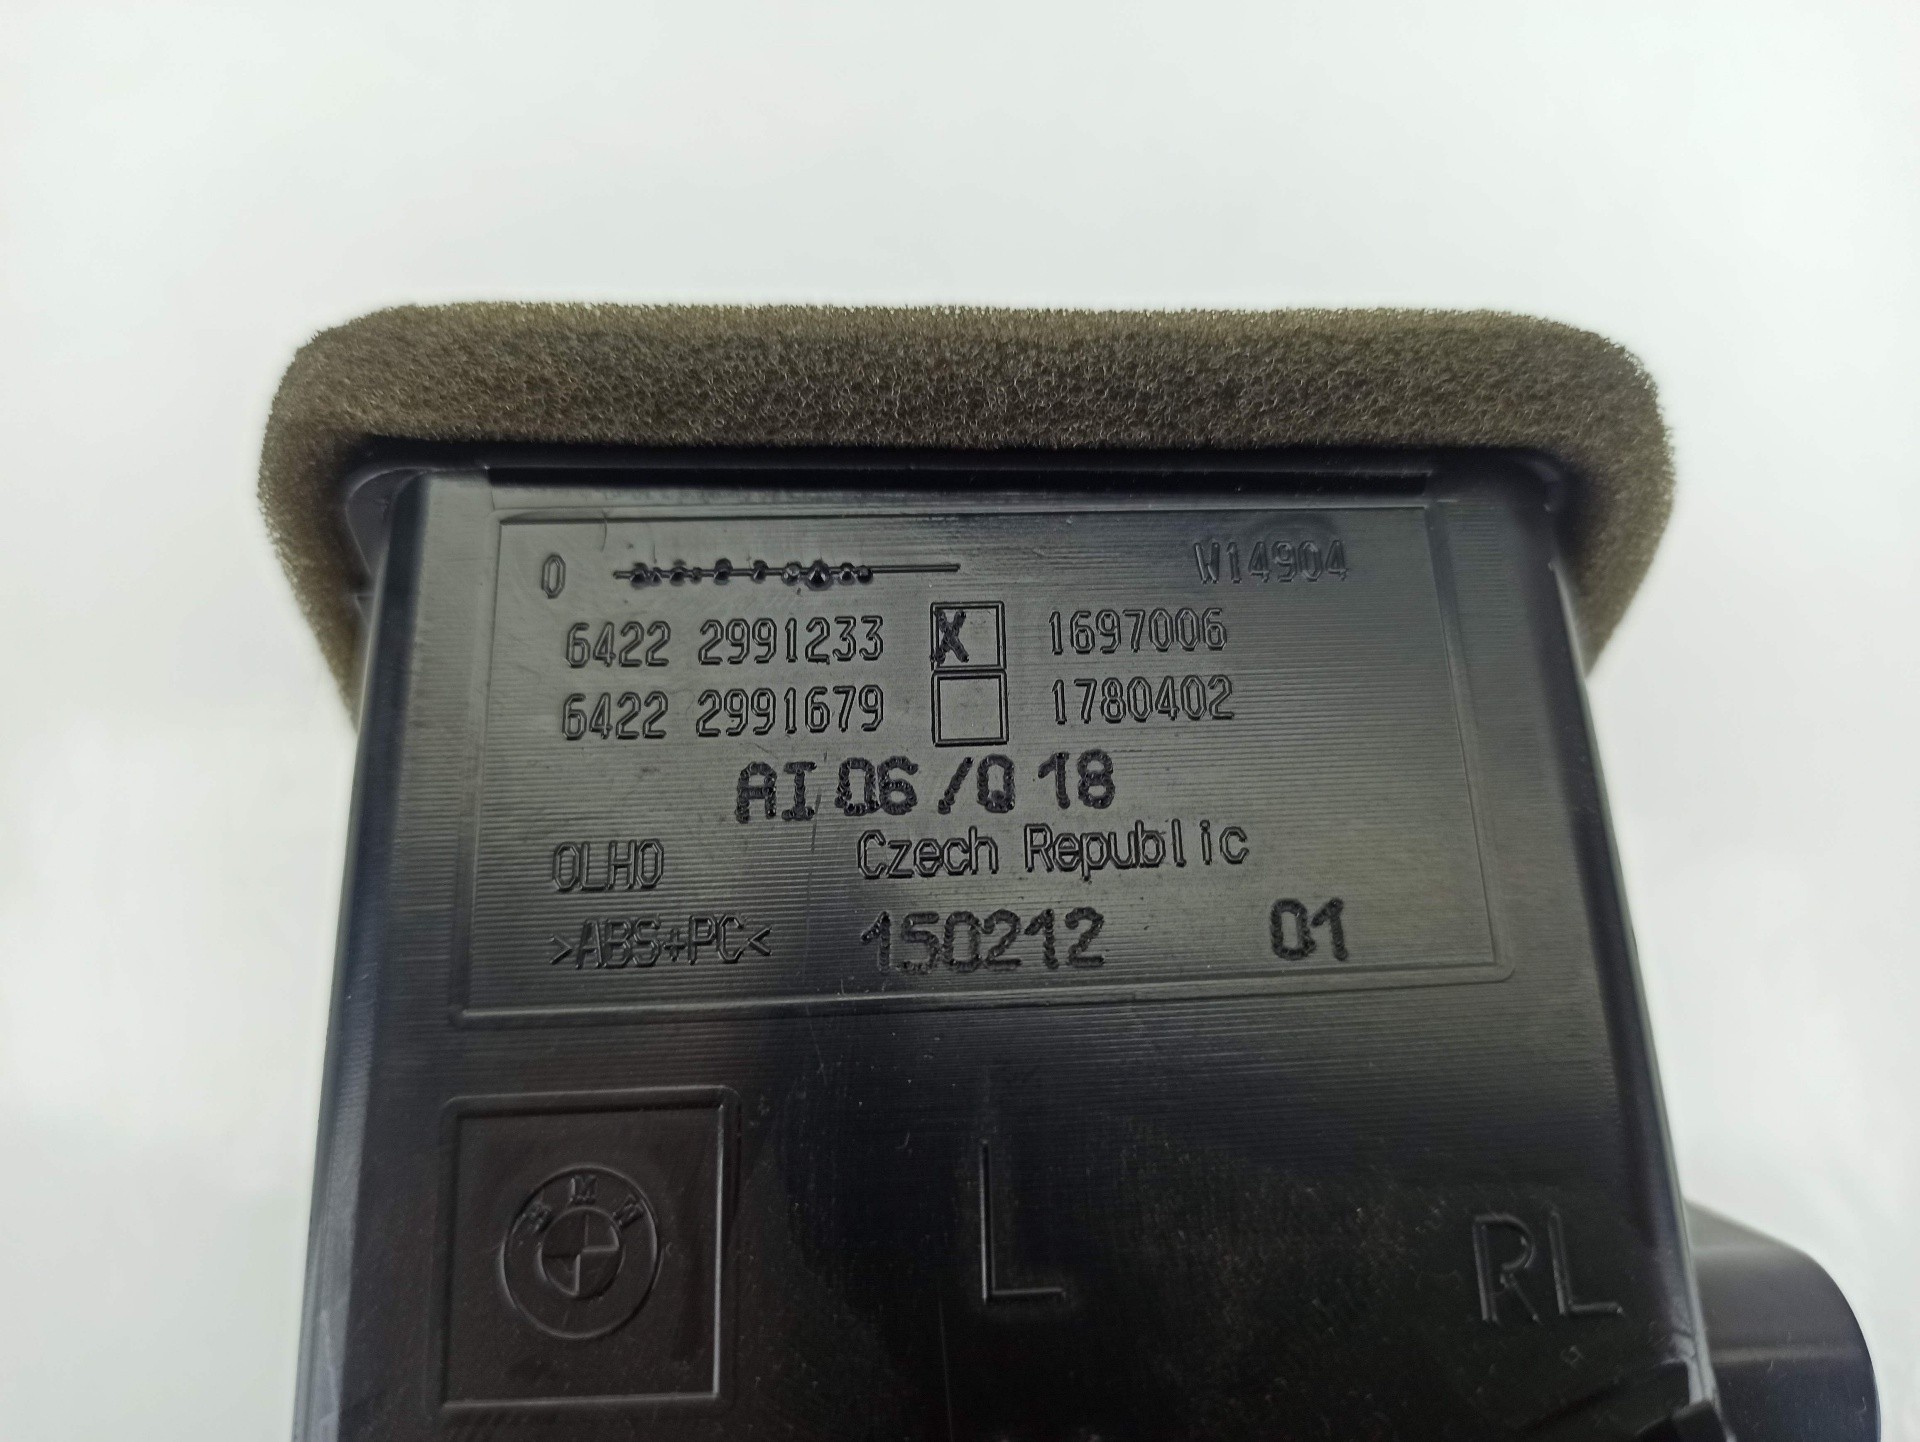 0 W14904
6422 2991233 X 1697006
6422 2991679 1780402
AI 06 /Q 18
OLHO Czech Republic
>ABS+PC< 150212 01
BMW
L
RL